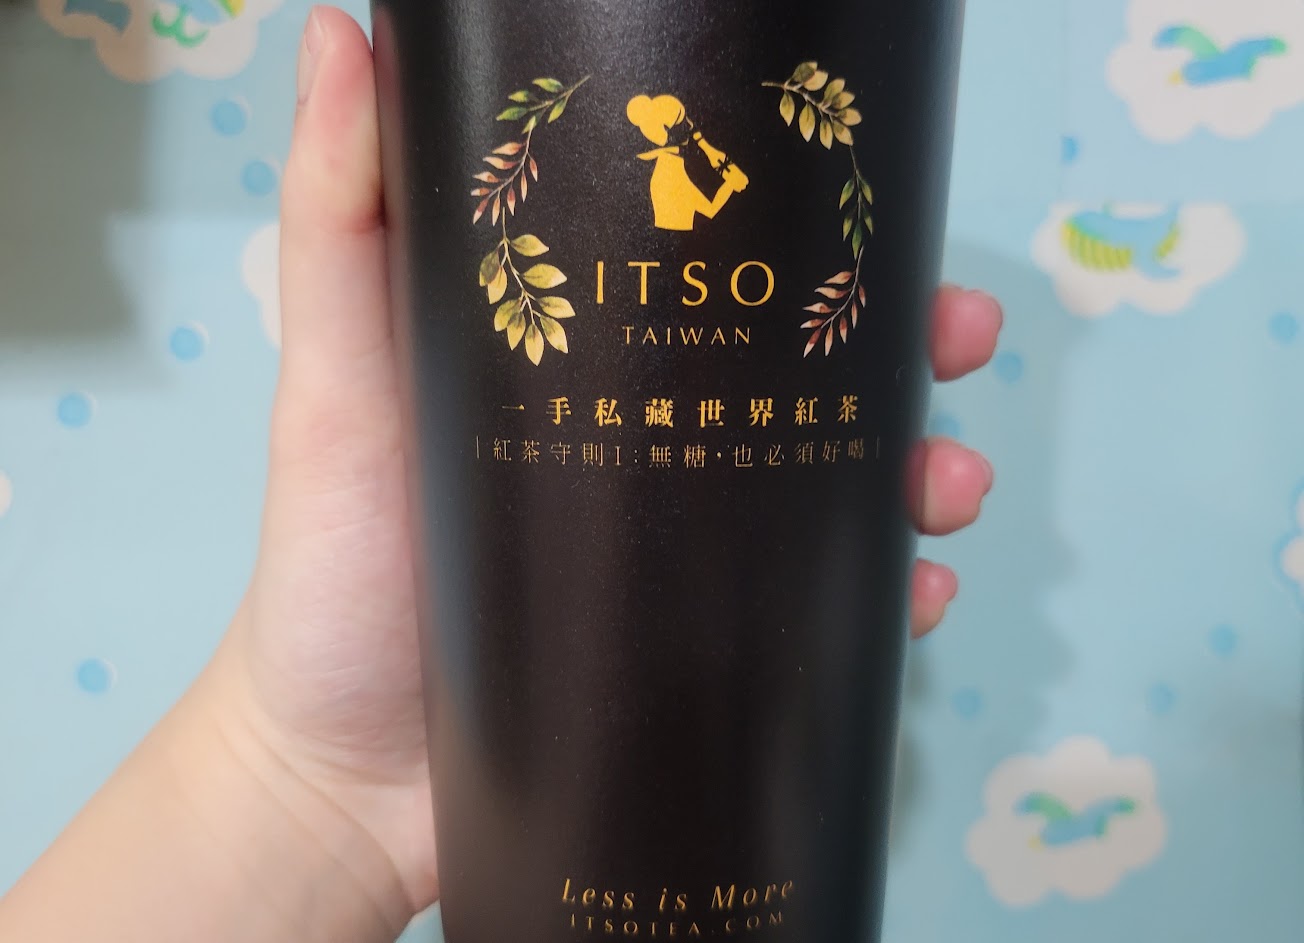 ITSO
TAIWAN
一手私藏世界紅茶
|紅茶守則I:無糖·也必須好喝|
Less is More
ITSOTEA.COM